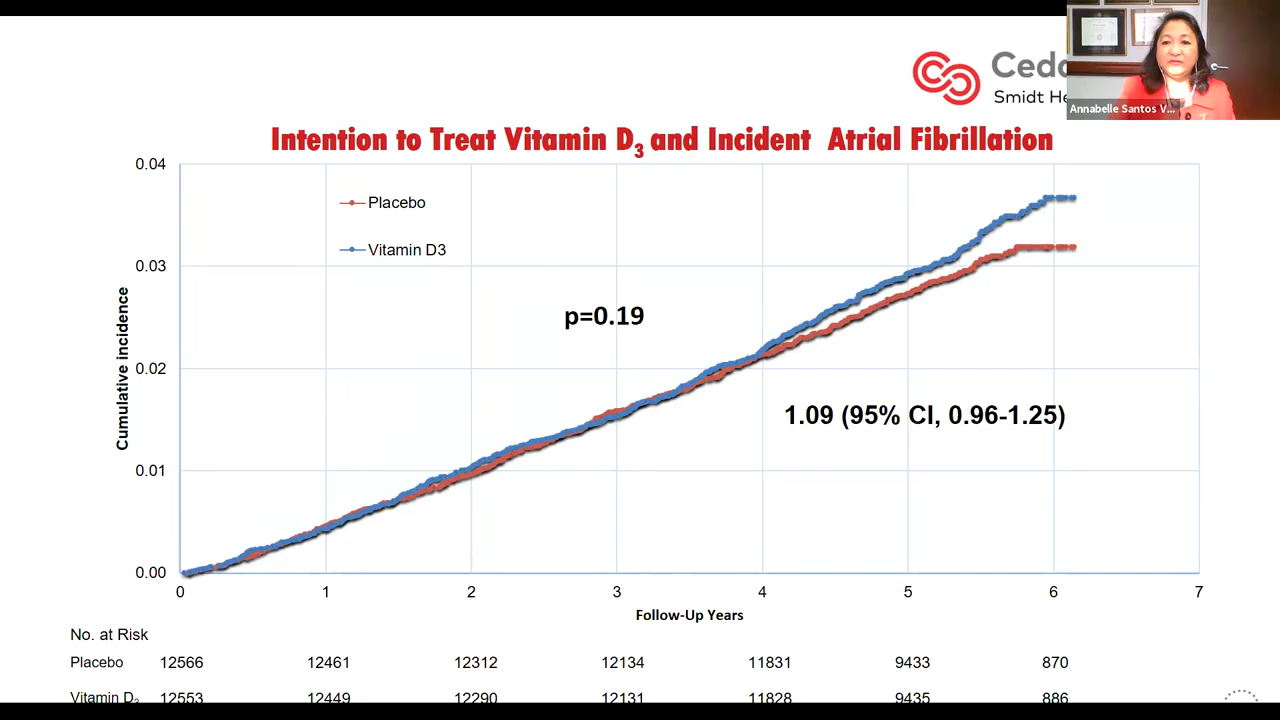 Ceda
Smidt He
Annabelle Santos V...
Intention to Treat Vitamin D3 and Incident Atrial Fibrillation
0.04
Placebo
Vitamin D3
0.03
p=0.19
0.02
1.09 (95% CI, 0.96-1.25)
0.01
0.00
Cumulative incidence
0 1 2 3 4 5 6 7
Follow-Up Years
No. at Risk
Placebo 12566 12461 12312 12134 11831 9433 870
Vitamin D3 12553 12449 12290 12131 11828 9435 886